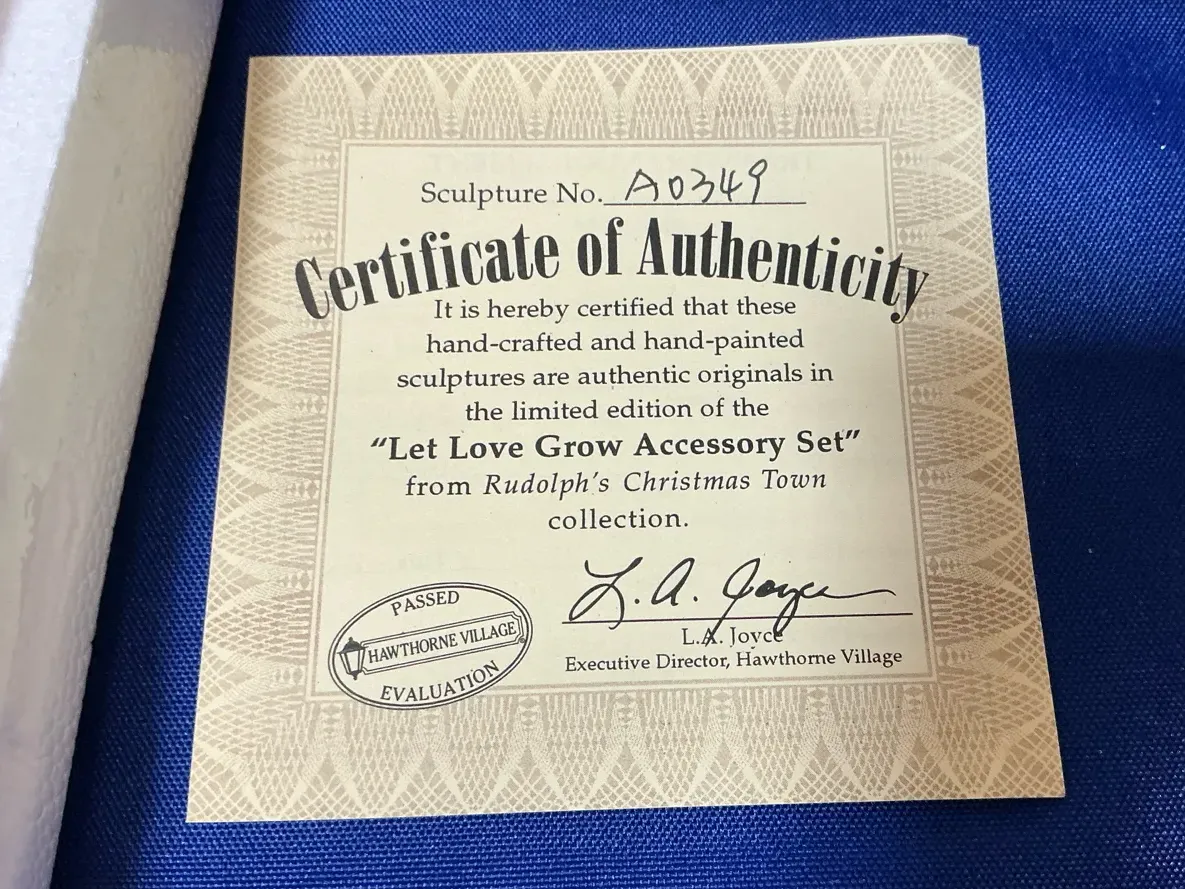 Sculpture No. A0349
Certificate of Authenticity
It is hereby certified that these
hand-crafted and hand-painted
sculptures are authentic originals in
the limited edition of the
“Let Love Grow Accessory Set”
from Rudolph's Christmas Town
collection.
L. A. Joyce
L.A. Joyce
Executive Director, Hawthorne Village
PASSED
HAWTHORNE VILLAGE
EVALUATION